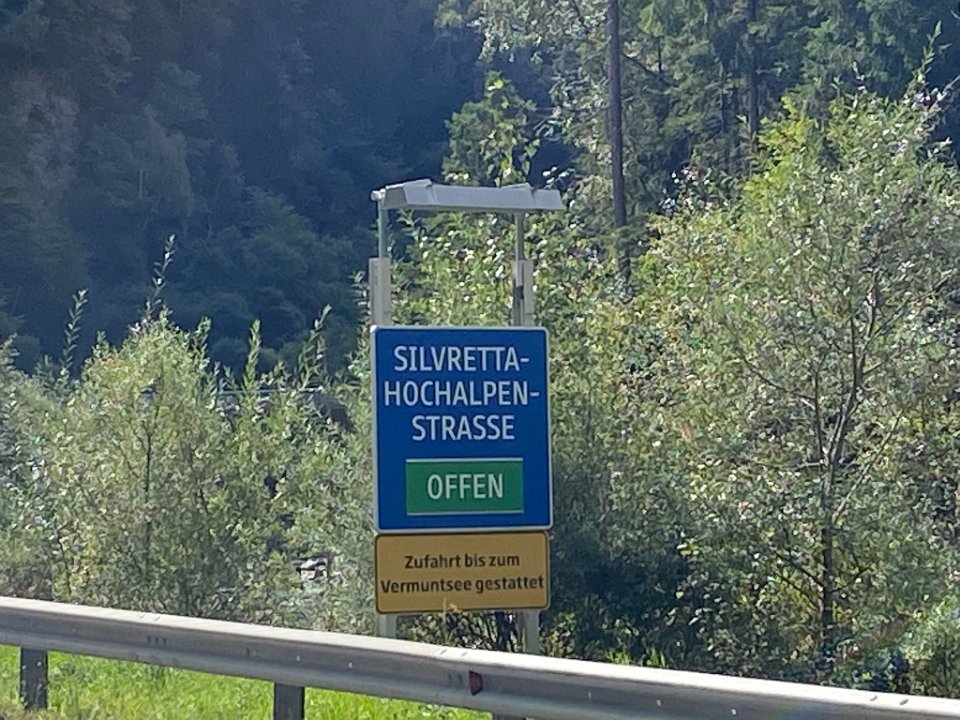 SILVRETTA-
HOCHALPEN-
STRASSE
OFFEN
Zufahrt bis zum
Vermuntsee gestattet